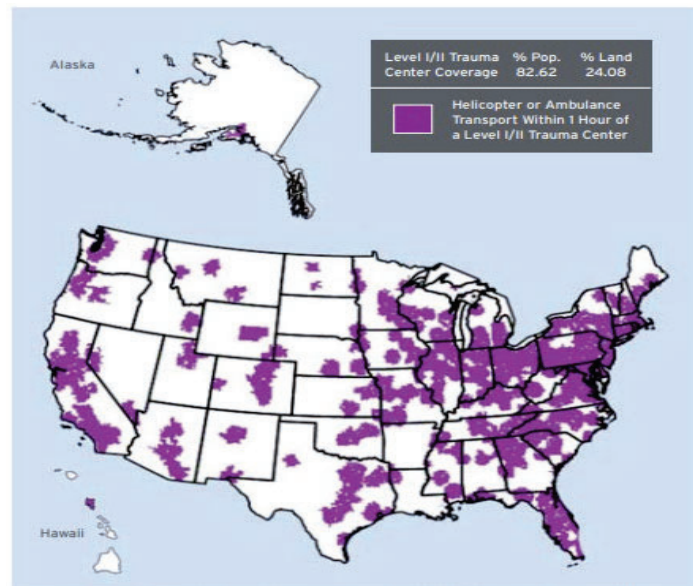 Alaska
Level I/II Trauma % Pop. % Land
Center Coverage 82.62 24.08
Helicopter or Ambulance
Transport Within 1 Hour of
a Level I/II Trauma Center
Hawaii